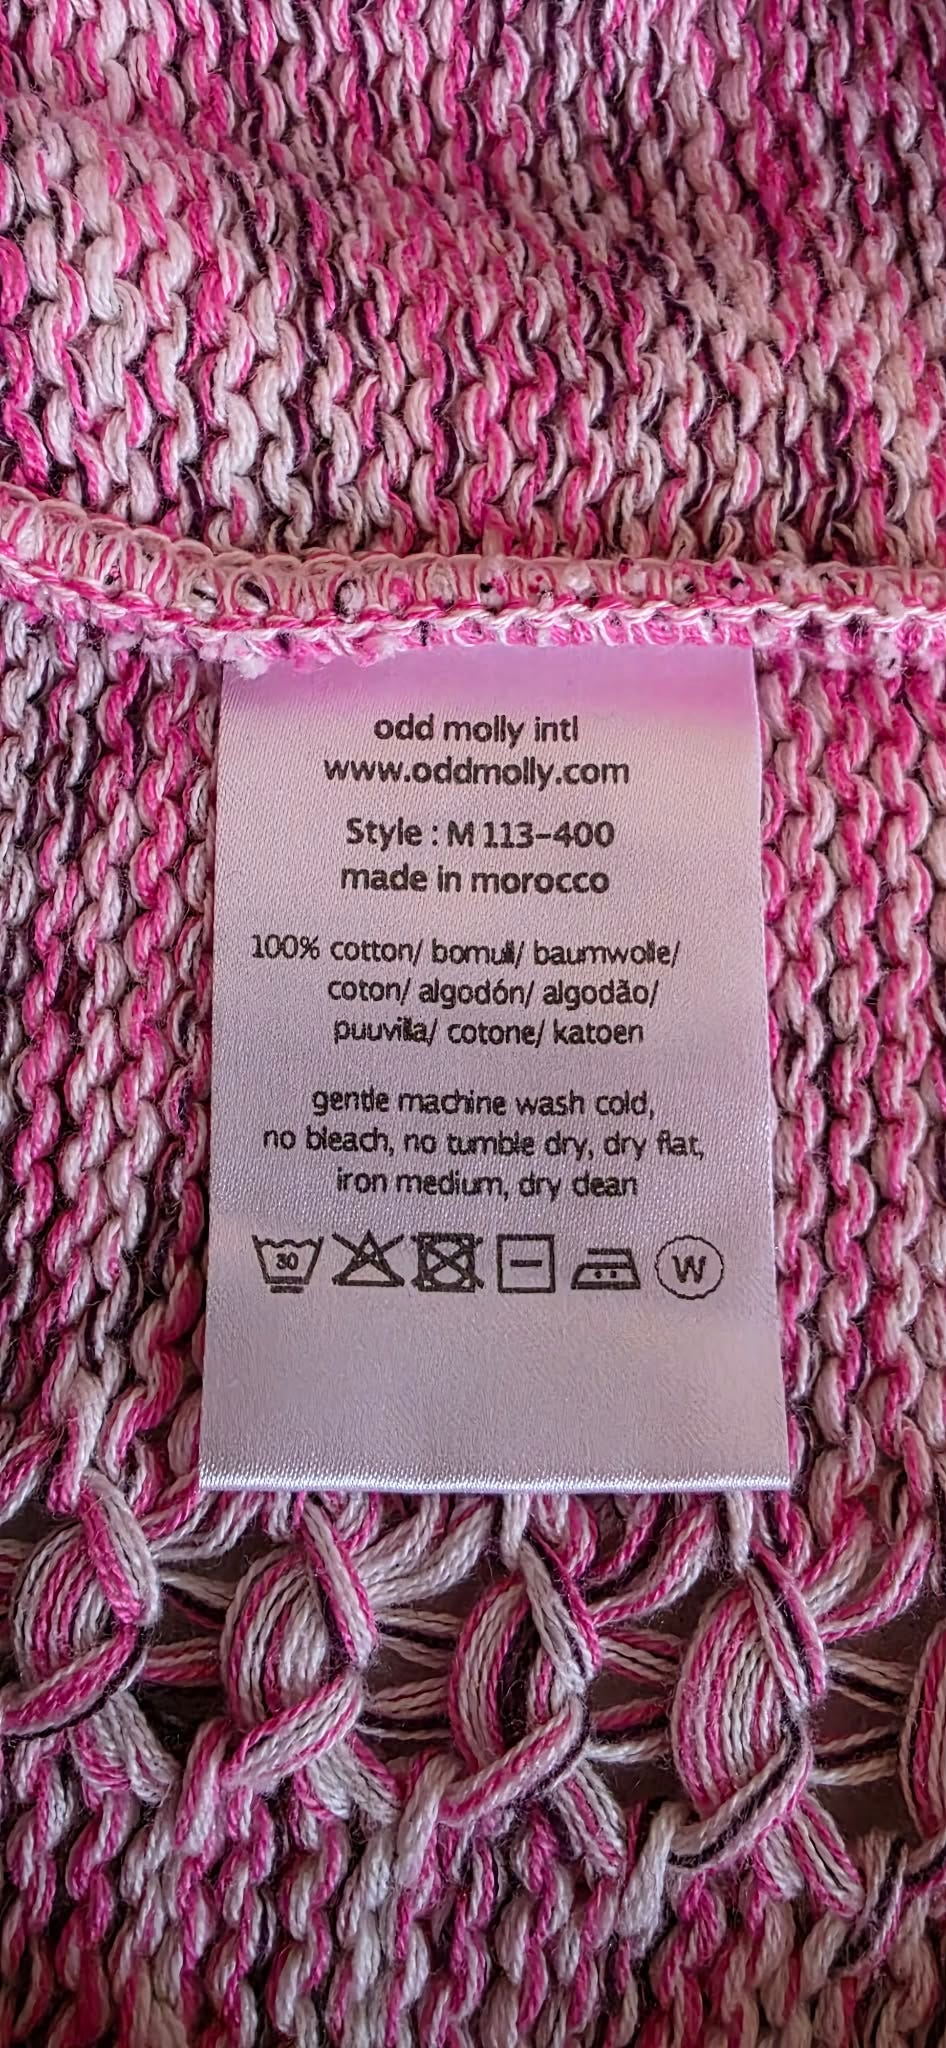 odd molly intl
www.oddmolly.com
Style : M 113-400
made in morocco
100% cotton/ bomull/ baumwolle/
coton/ algodón/ algodão/
puuvilla/ cotone/ katoen
gentle machine wash cold,
no bleach, no tumble dry, dry flat,
iron medium, dry clean
30 W